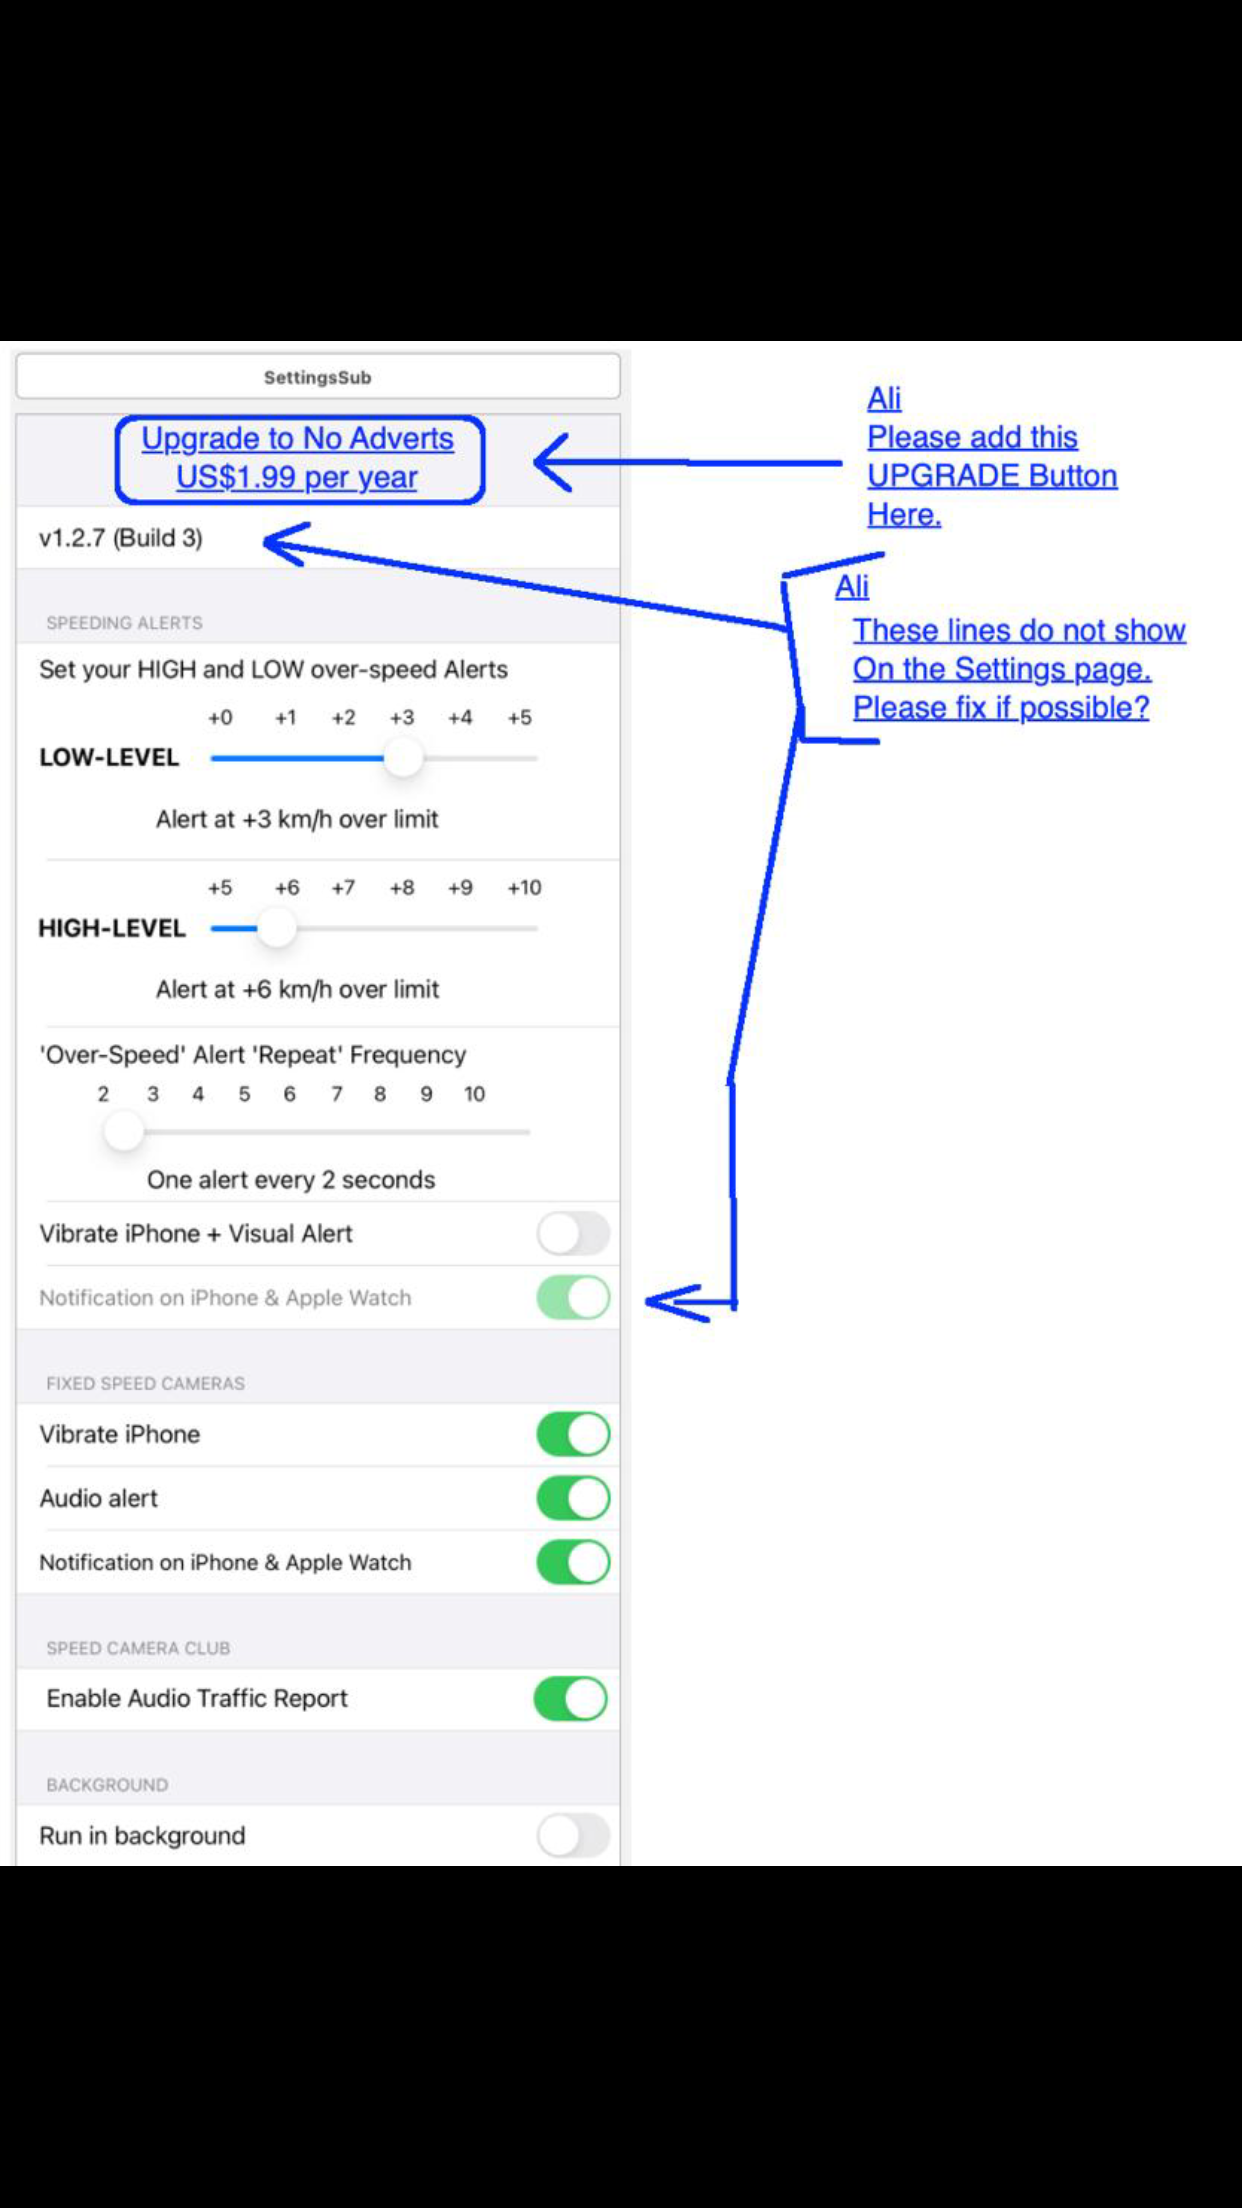 SettingsSub
Upgrade to No Adverts
US$1.99 per year
Ali
Please add this
UPGRADE Button
Here.
v1.2.7 (Build 3)
Ali
These lines do not show
On the Settings page.
Please fix if possible?
SPEEDING ALERTS
Set your HIGH and LOW over-speed Alerts
+0 +1 +2 +3 +4 +5
LOW-LEVEL
Alert at +3 km/h over limit
+5 +6 +7 +8 +9 +10
HIGH-LEVEL
Alert at +6 km/h over limit
'Over-Speed' Alert 'Repeat' Frequency
2 3 4 5 6 7 8 9 10
One alert every 2 seconds
Vibrate iPhone + Visual Alert
Notification on iPhone & Apple Watch
FIXED SPEED CAMERAS
Vibrate iPhone
Audio alert
Notification on iPhone & Apple Watch
SPEED CAMERA CLUB
Enable Audio Traffic Report
BACKGROUND
Run in background